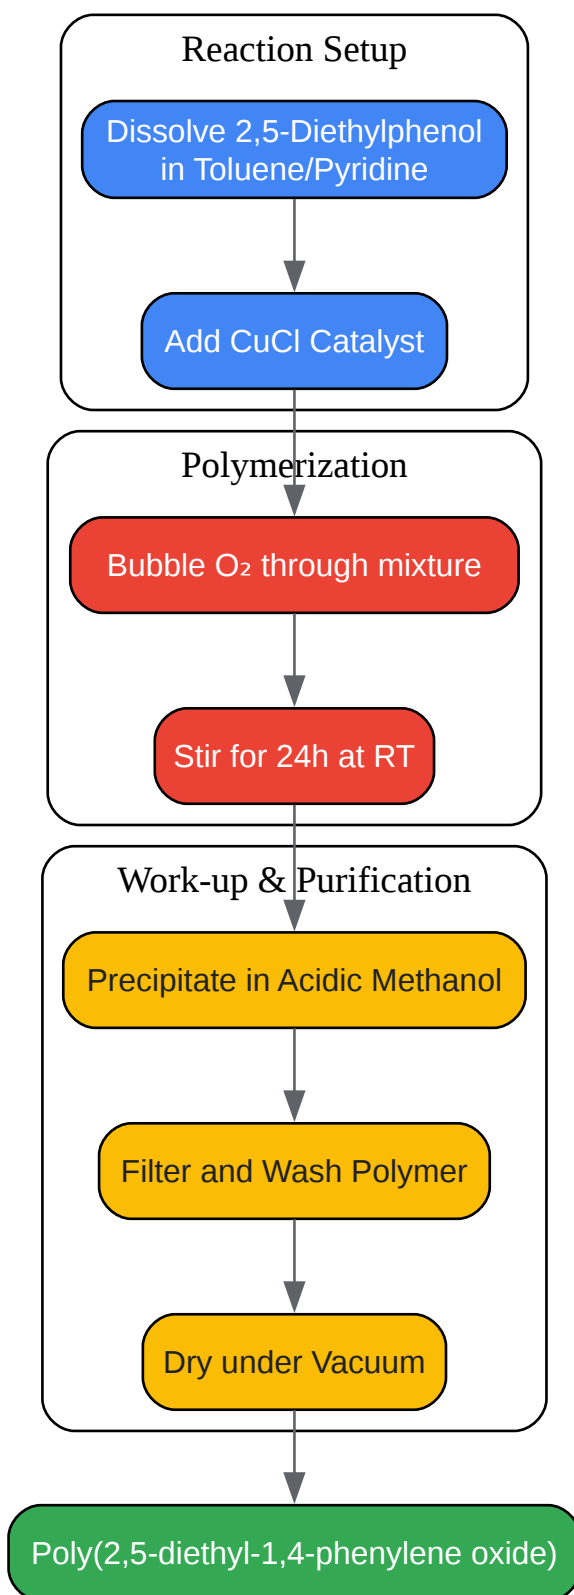 Reaction Setup
Dissolve 2,5-Diethylphenol
in Toluene/Pyridine
Add CuCl Catalyst
Polymerization
Bubble O₂ through mixture
Stir for 24h at RT
Work-up & Purification
Precipitate in Acidic Methanol
Filter and Wash Polymer
Dry under Vacuum
Poly(2,5-diethyl-1,4-phenylene oxide)